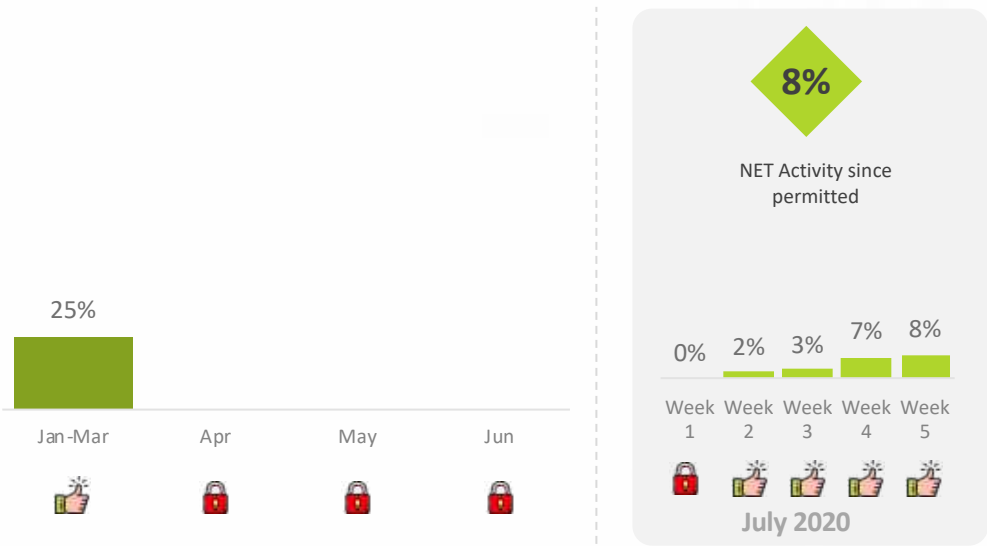 25%
Jan-Mar Apr May Jun
8%
NET Activity since
permitted
0% 2% 3% 7% 8%
Week Week Week Week Week
1 2 3 4 5
July 2020